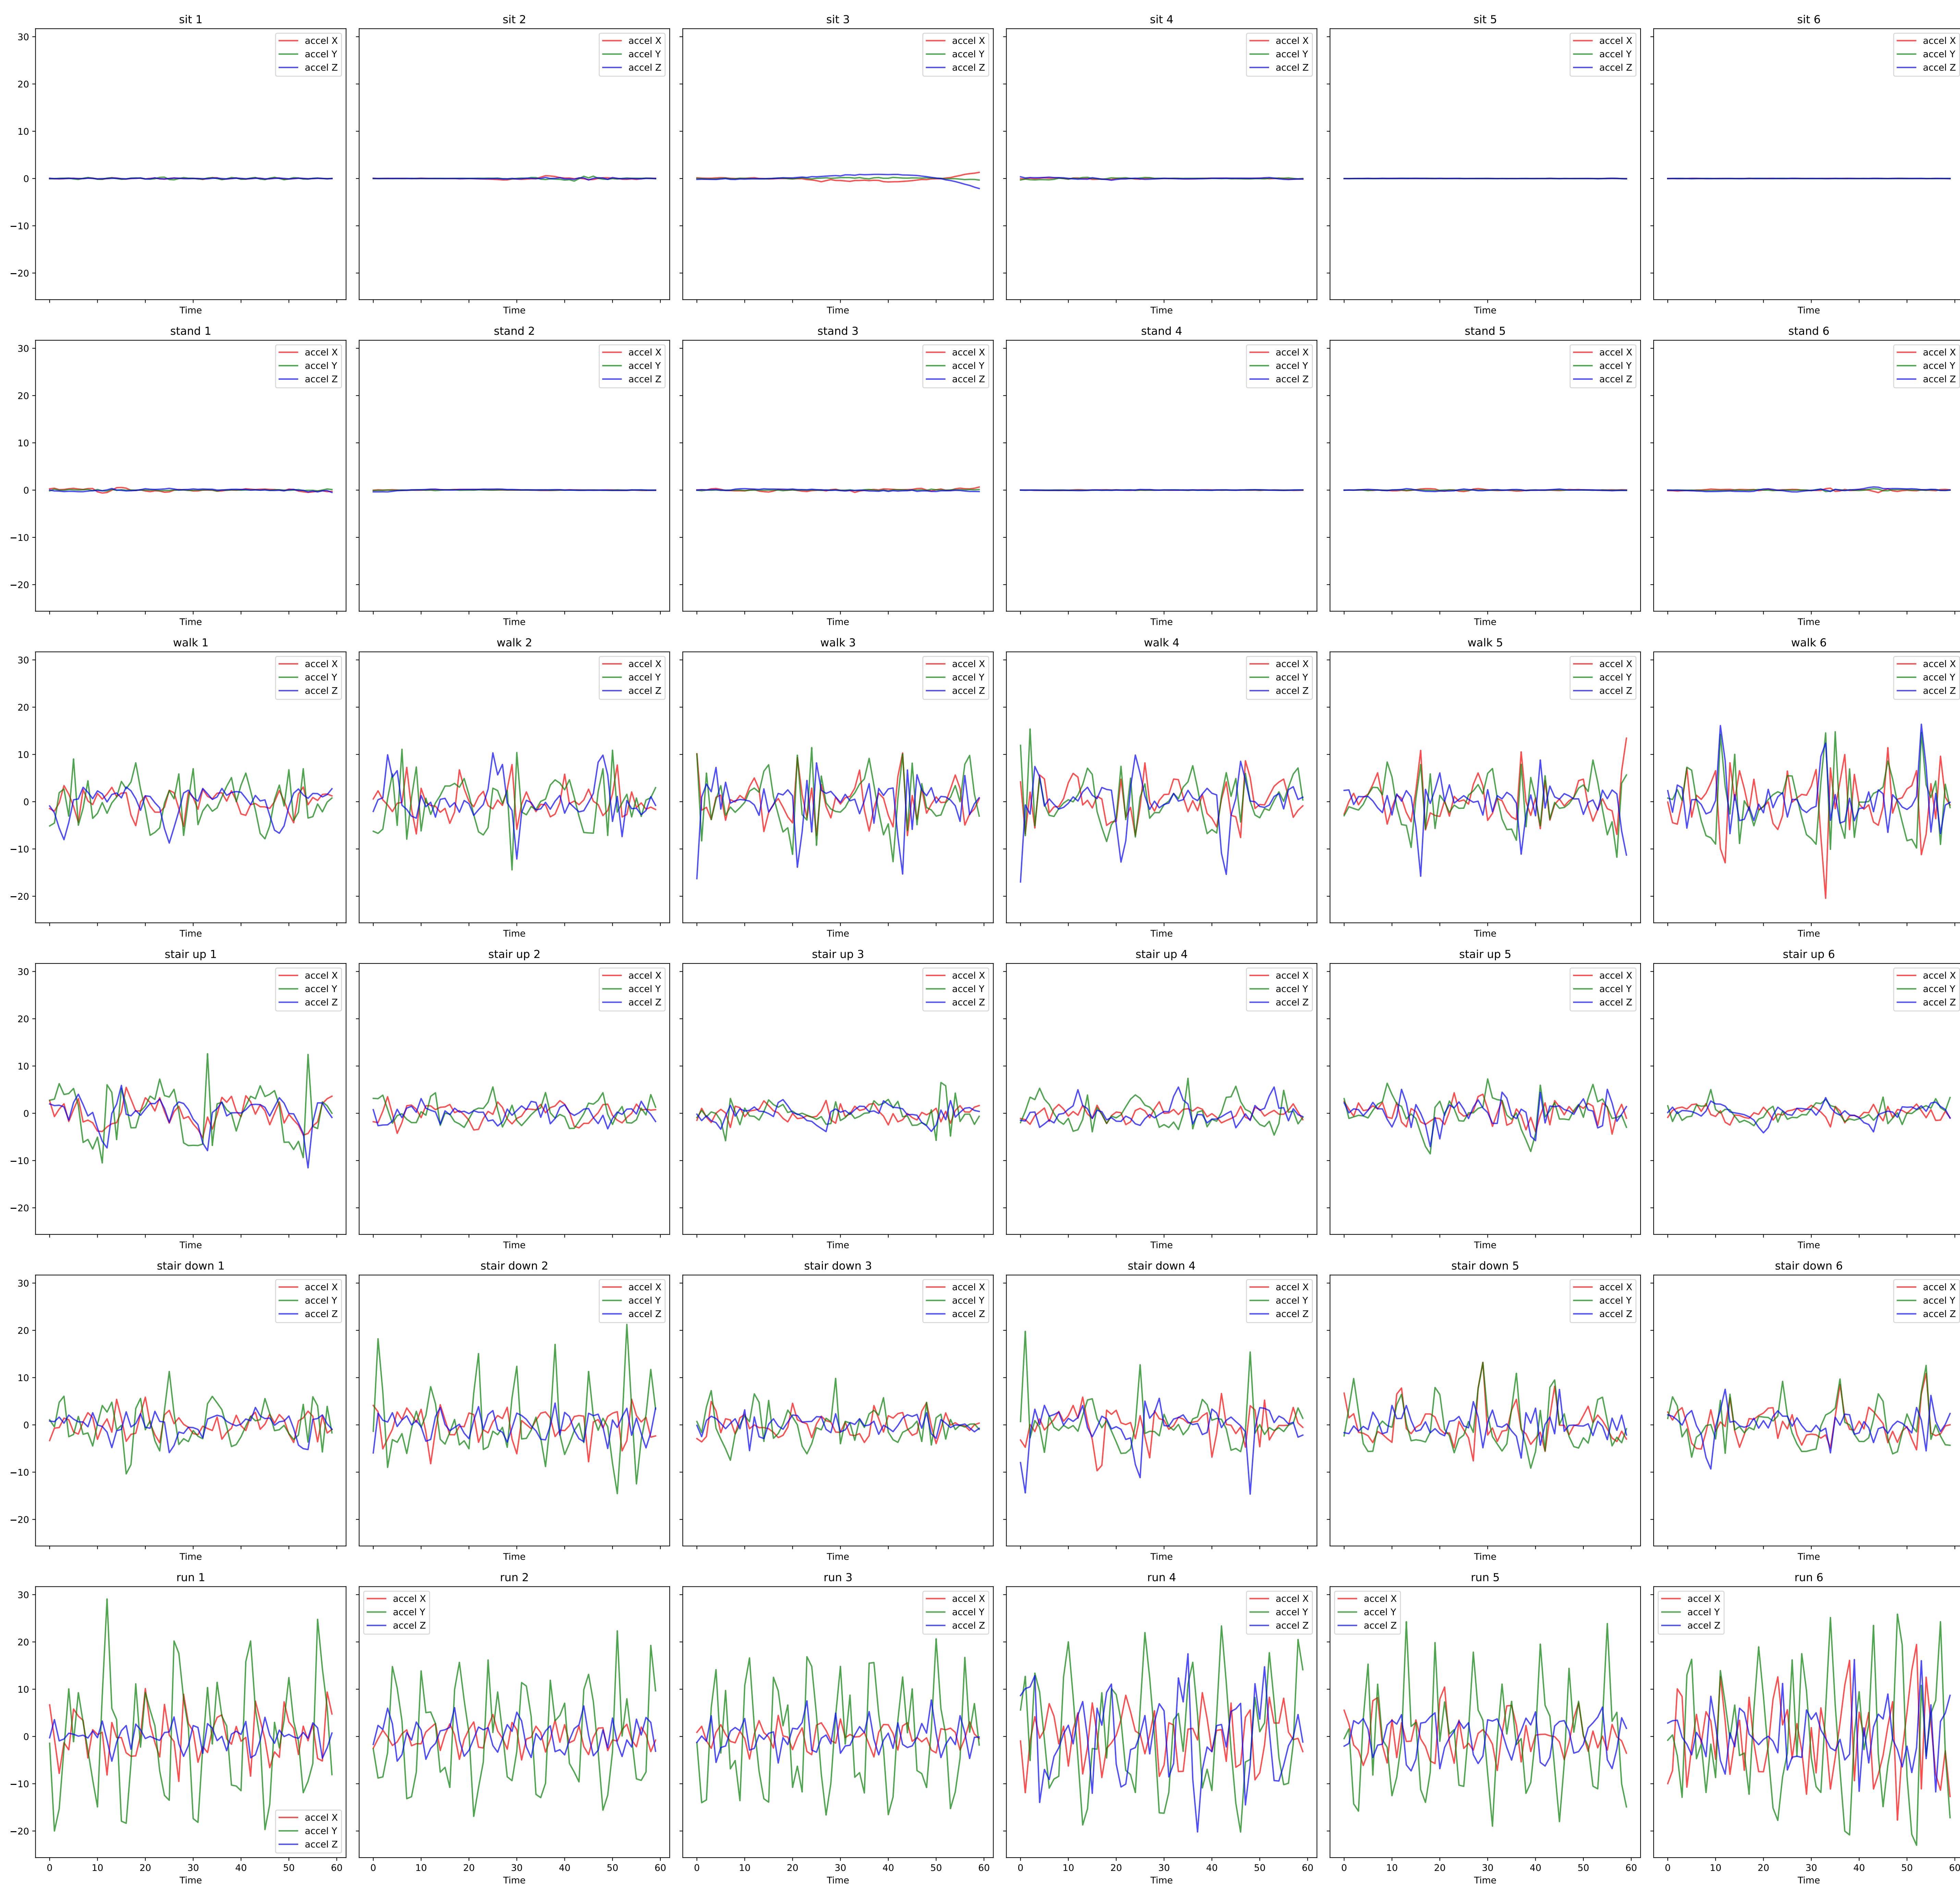 sit 1
accel X
accel Y
accel Z
30
20
10
0
−10
−20
Time
sit 2
accel X
accel Y
accel Z
Time
sit 3
accel X
accel Y
accel Z
Time
sit 4
accel X
accel Y
accel Z
Time
sit 5
accel X
accel Y
accel Z
Time
sit 6
accel X
accel Y
accel Z
Time
stand 1
accel X
accel Y
accel Z
30
20
10
0
−10
−20
Time
stand 2
accel X
accel Y
accel Z
Time
stand 3
accel X
accel Y
accel Z
Time
stand 4
accel X
accel Y
accel Z
Time
stand 5
accel X
accel Y
accel Z
Time
stand 6
accel X
accel Y
accel Z
Time
walk 1
accel X
accel Y
accel Z
30
20
10
0
−10
−20
Time
walk 2
accel X
accel Y
accel Z
Time
walk 3
accel X
accel Y
accel Z
Time
walk 4
accel X
accel Y
accel Z
Time
walk 5
accel X
accel Y
accel Z
Time
walk 6
accel X
accel Y
accel Z
Time
stair up 1
accel X
accel Y
accel Z
30
20
10
0
−10
−20
Time
stair up 2
accel X
accel Y
accel Z
Time
stair up 3
accel X
accel Y
accel Z
Time
stair up 4
accel X
accel Y
accel Z
Time
stair up 5
accel X
accel Y
accel Z
Time
stair up 6
accel X
accel Y
accel Z
Time
stair down 1
accel X
accel Y
accel Z
30
20
10
0
−10
−20
Time
stair down 2
accel X
accel Y
accel Z
Time
stair down 3
accel X
accel Y
accel Z
Time
stair down 4
accel X
accel Y
accel Z
Time
stair down 5
accel X
accel Y
accel Z
Time
stair down 6
accel X
accel Y
accel Z
Time
run 1
30
20
10
0
−10
−20
accel X
accel Y
accel Z
0 10 20 30 40 50 60
Time
run 2
accel X
accel Y
accel Z
0 10 20 30 40 50 60
Time
run 3
accel X
accel Y
accel Z
0 10 20 30 40 50 60
Time
run 4
accel X
accel Y
accel Z
0 10 20 30 40 50 60
Time
run 5
accel X
accel Y
accel Z
0 10 20 30 40 50 60
Time
run 6
accel X
accel Y
accel Z
0 10 20 30 40 50 60
Time